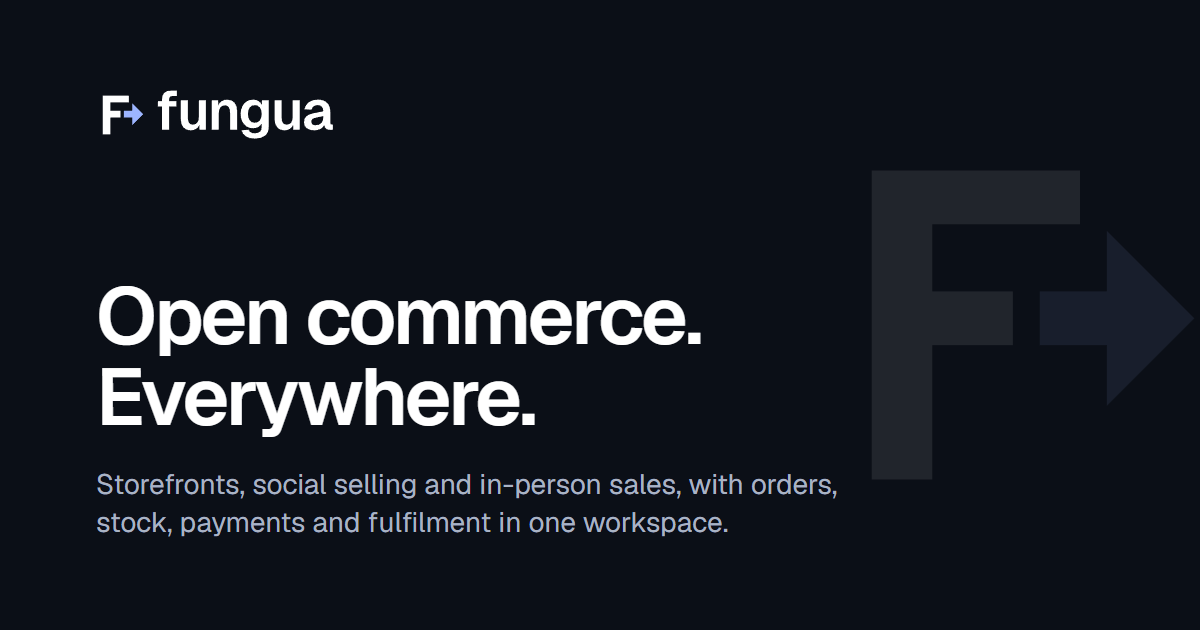 fungua
Open commerce.
Everywhere.
Storefronts, social selling and in-person sales, with orders,
stock, payments and fulfilment in one workspace.